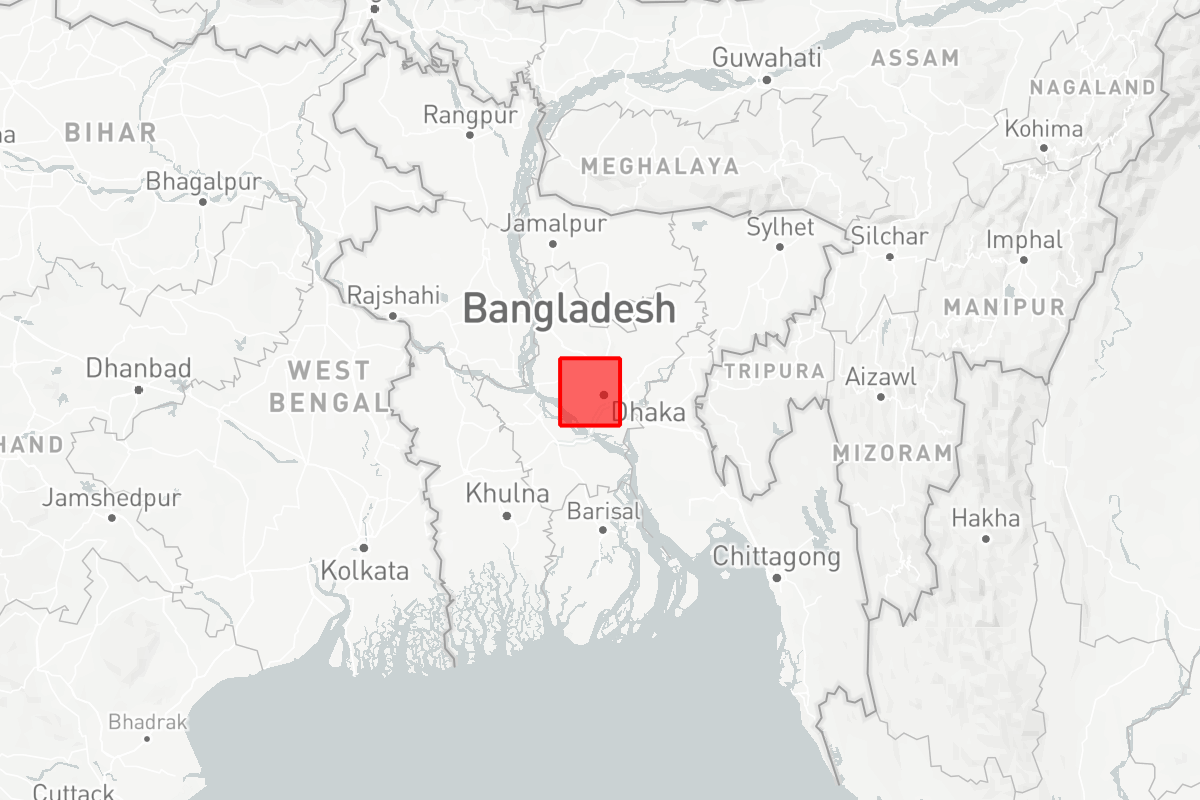 Guwahati
ASSAM
NAGALAND
Rangpur
Kohima
BIHAR
MEGHALAYA
Bhagalpur
Jamalpur
Sylhet
Silchar
Imphal
Rajshahi
Bangladesh
MANIPUR
Dhanbad
WEST
BENGAL
TRIPURA
Aizawl
Dhaka
HAND
MIZORAM
Jamshedpur
Khulna
Barisal
Hakha
Kolkata
Chittagong
Bhadrak
Cuttack